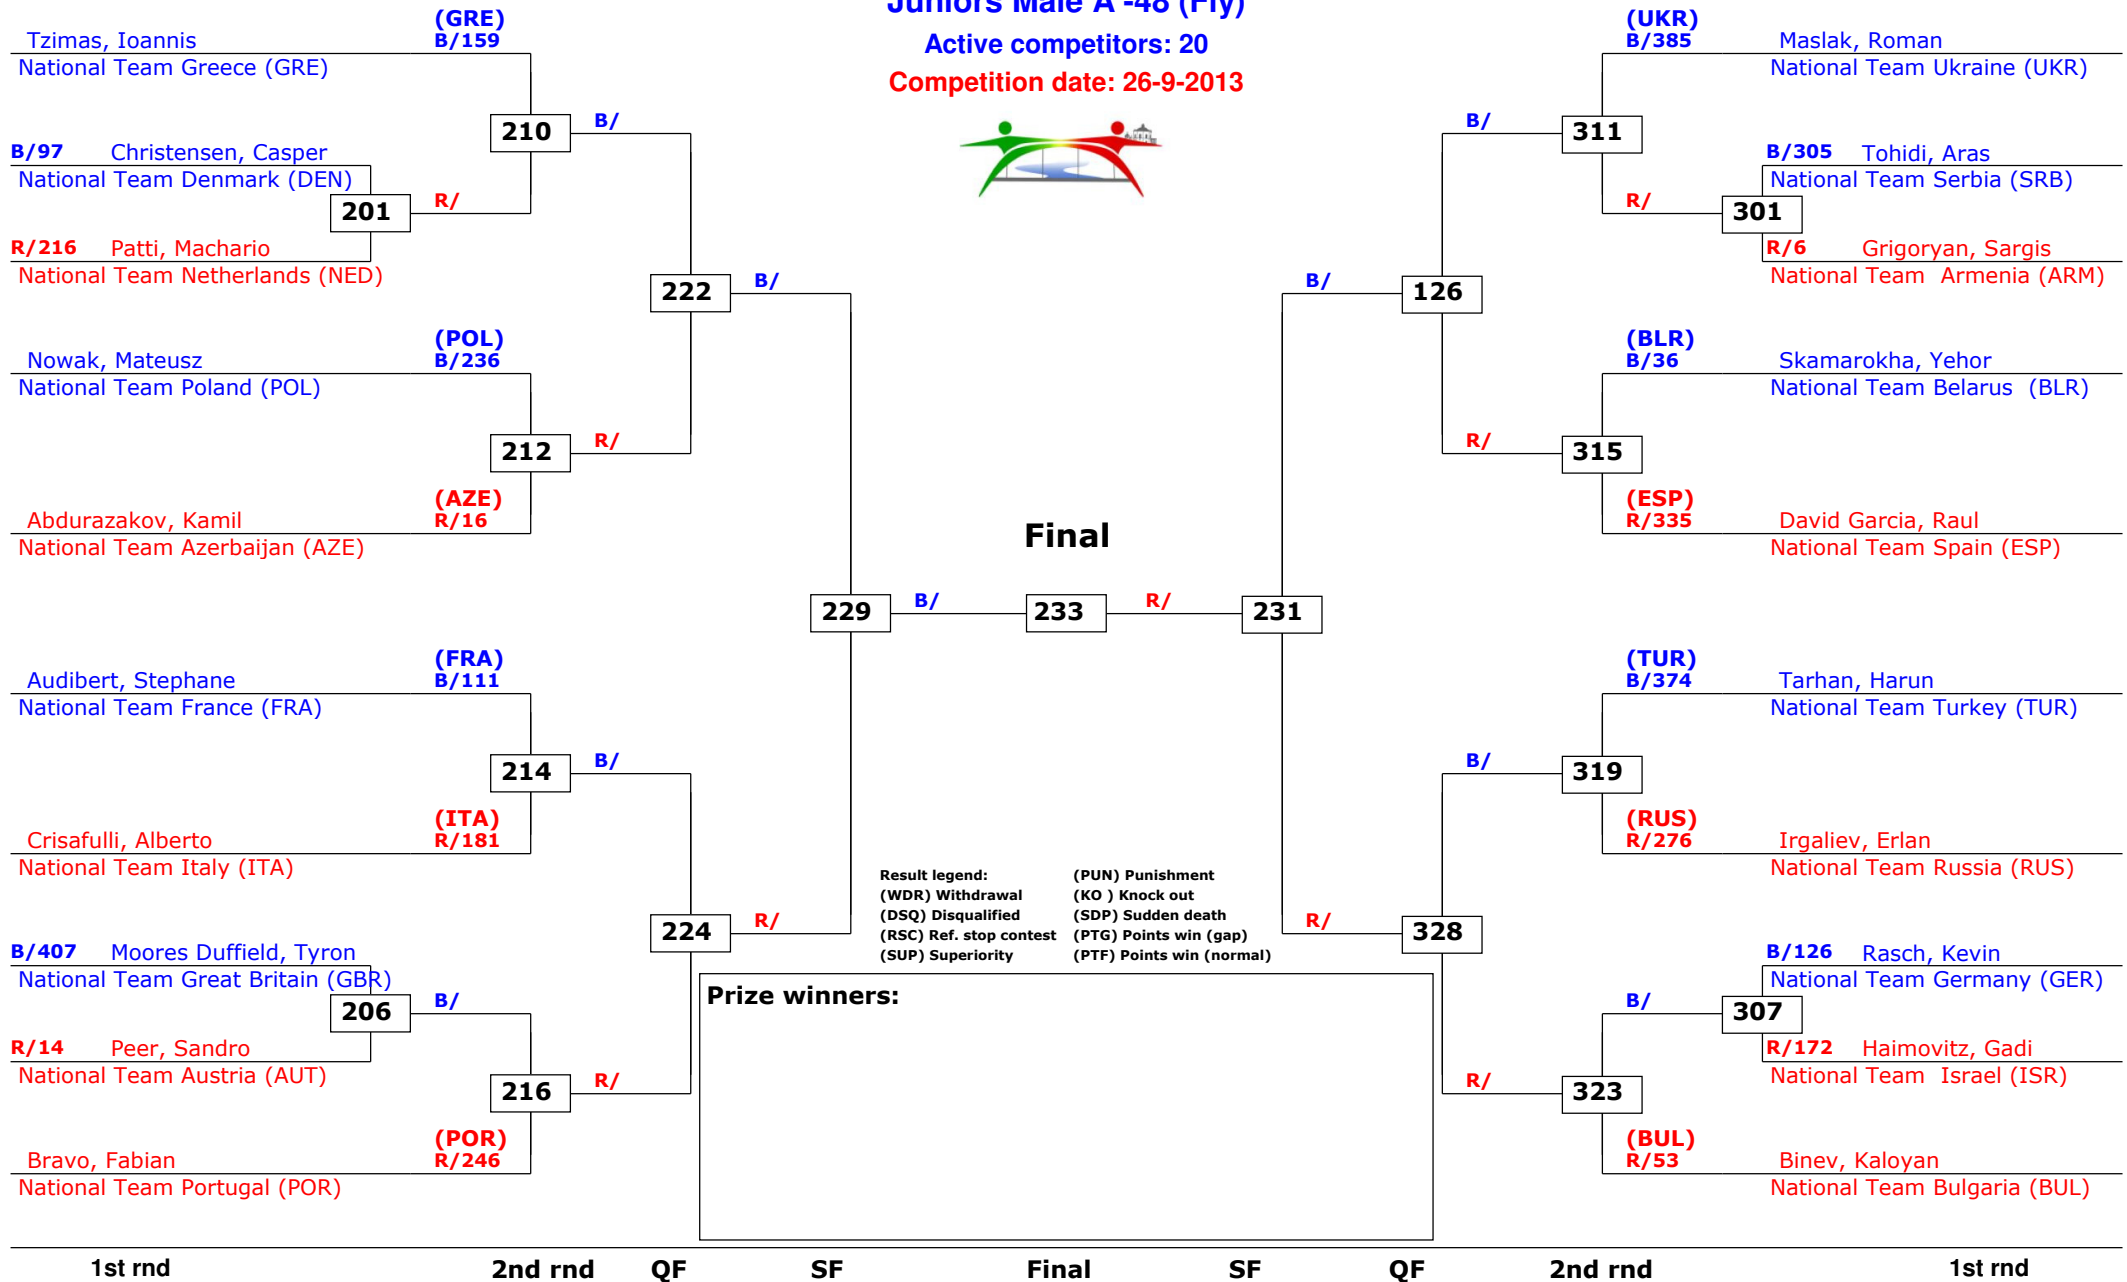 Juniors Male A -48 (Fly)
Active competitors: 20
Competition date: 26-9-2013
(GRE)
Tzimas, Ioannis B/159
National Team Greece (GRE)
210 B/
B/97 Christensen, Casper
National Team Denmark (DEN)
201 R/
R/216 Patti, Machario
National Team Netherlands (NED)
222 B/
(POL)
Nowak, Mateusz B/236
National Team Poland (POL)
212 R/
(AZE)
Abdurazakov, Kamil R/16
National Team Azerbaijan (AZE)
229 B/
(FRA)
Audibert, Stephane B/111
National Team France (FRA)
214 B/
(ITA)
Crisafulli, Alberto R/181
National Team Italy (ITA)
224 R/
B/407 Moores Duffield, Tyron
National Team Great Britain (GBR)
206 B/
R/14 Peer, Sandro
National Team Austria (AUT)
216 R/
(POR)
Bravo, Fabian R/246
National Team Portugal (POR)
Final
233
(UKR)
B/385 Maslak, Roman
National Team Ukraine (UKR)
B/ 311
B/305 Tohidi, Aras
National Team Serbia (SRB)
R/ 301
R/6 Grigoryan, Sargis
National Team  Armenia (ARM)
B/ 126
(BLR)
B/36 Skamarokha, Yehor
National Team Belarus  (BLR)
R/ 315
(ESP)
R/335 David Garcia, Raul
National Team Spain (ESP)
R/ 231
(TUR)
B/374 Tarhan, Harun
National Team Turkey (TUR)
B/ 319
(RUS)
R/276 Irgaliev, Erlan
National Team Russia (RUS)
R/ 328
B/126 Rasch, Kevin
National Team Germany (GER)
B/ 307
R/172 Haimovitz, Gadi
National Team  Israel (ISR)
R/ 323
(BUL)
R/53 Binev, Kaloyan
National Team Bulgaria (BUL)
Result legend: (PUN) Punishment
(WDR) Withdrawal (KO ) Knock out
(DSQ) Disqualified (SDP) Sudden death
(RSC) Ref. stop contest (PTG) Points win (gap)
(SUP) Superiority (PTF) Points win (normal)
Prize winners:
1st rnd 2nd rnd QF SF Final SF QF 2nd rnd 1st rnd